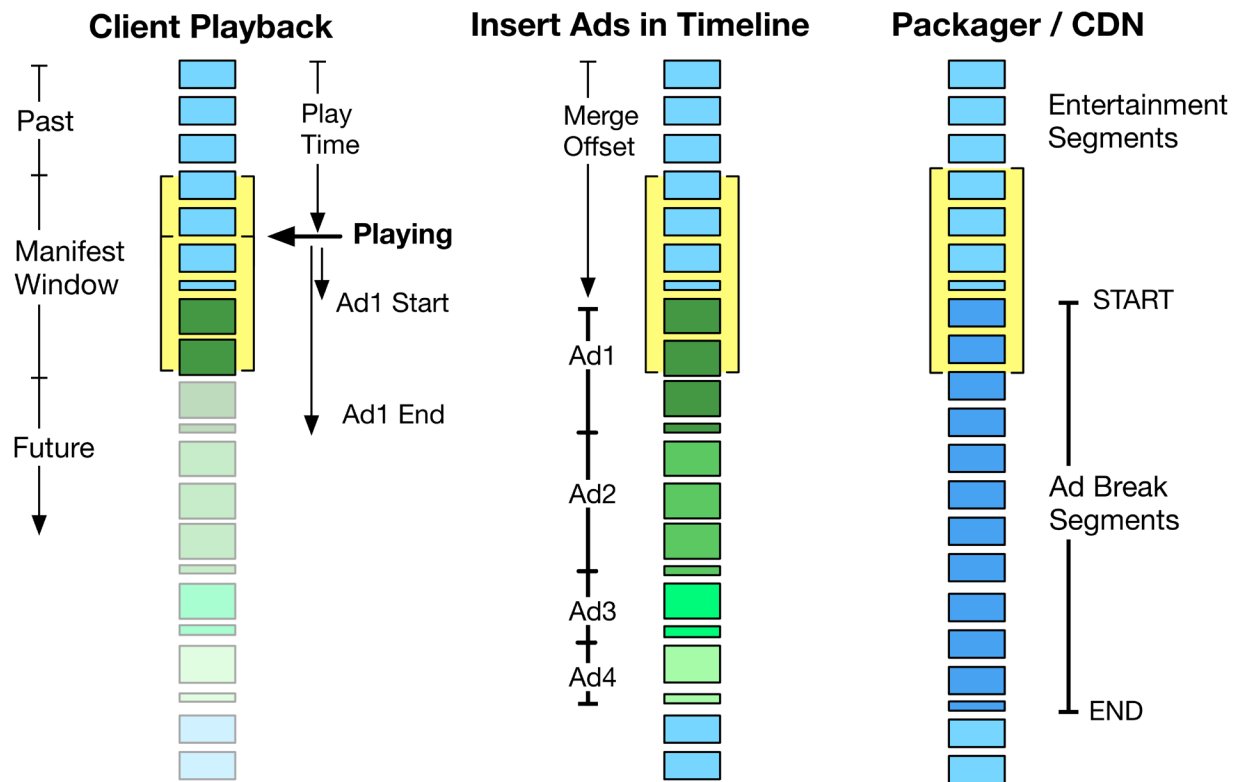 Client Playback
Insert Ads in Timeline
Packager / CDN
Past
Manifest
Window
Future
Play
Time
Playing
Ad1 Start
Ad1 End
Merge
Offset
Ad1
Ad2
Ad3
Ad4
Entertainment
Segments
START
Ad Break
Segments
END